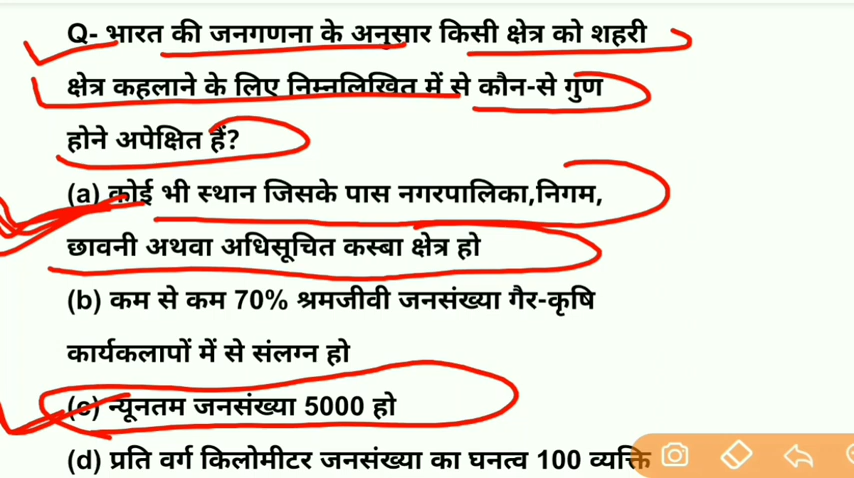 Q- भारत की जनगणना के अनुसार किसी क्षेत्र को शहरी
क्षेत्र कहलाने के लिए निम्नलिखित में से कौन-से गुण
होने अपेक्षित हैं?
(a) कोई भी स्थान जिसके पास नगरपालिका,निगम,
छावनी अथवा अधिसूचित कस्बा क्षेत्र हो
(b) कम से कम 70% श्रमजीवी जनसंख्या गैर-कृषि
कार्यकलापों में से संलग्न हो
(c) न्यूनतम जनसंख्या 5000 हो
(d) प्रति वर्ग किलोमीटर जनसंख्या का घनत्व 100 व्यक्ति